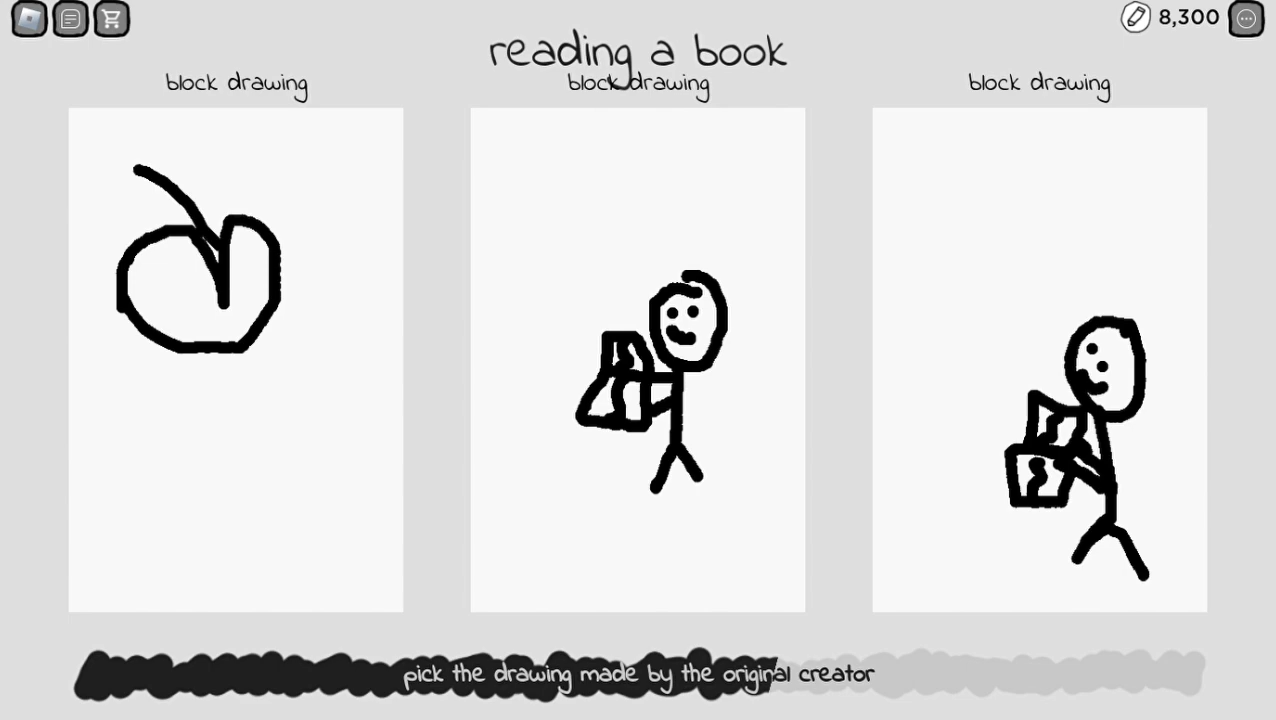 8,300
reading a book
block drawing
block drawing
block drawing
pick the drawing made by the original creator